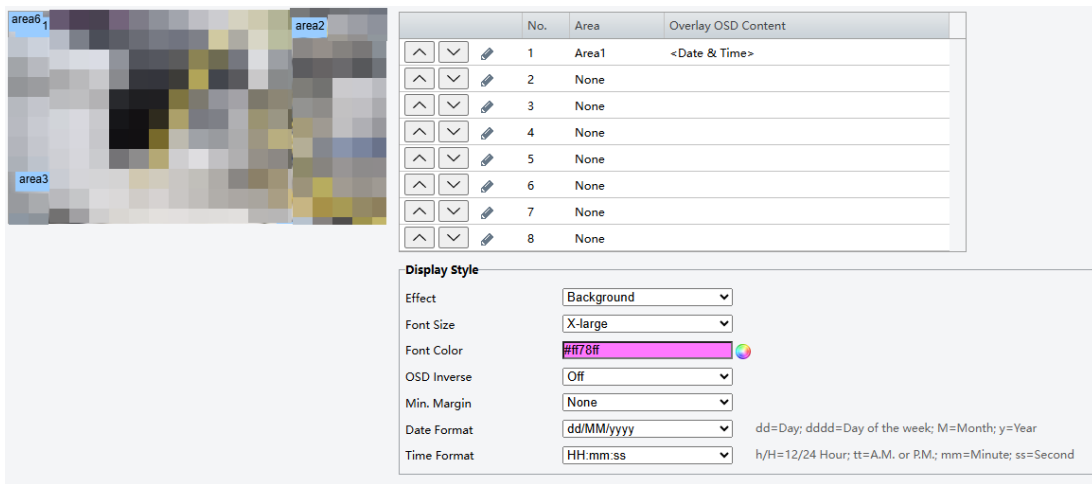 area6 1
area2
area3
No. Area Overlay OSD Content
1 Area1 <Date & Time>
2 None
3 None
4 None
5 None
6 None
7 None
8 None
Display Style
Effect Background
Font Size X-large
Font Color #ff78ff
OSD Inverse Off
Min. Margin None
Date Format dd/MM/yyyy dd=Day; dddd=Day of the week; M=Month; y=Year
Time Format HH:mm:ss h/H=12/24 Hour; tt=A.M. or P.M.; mm=Minute; ss=Second